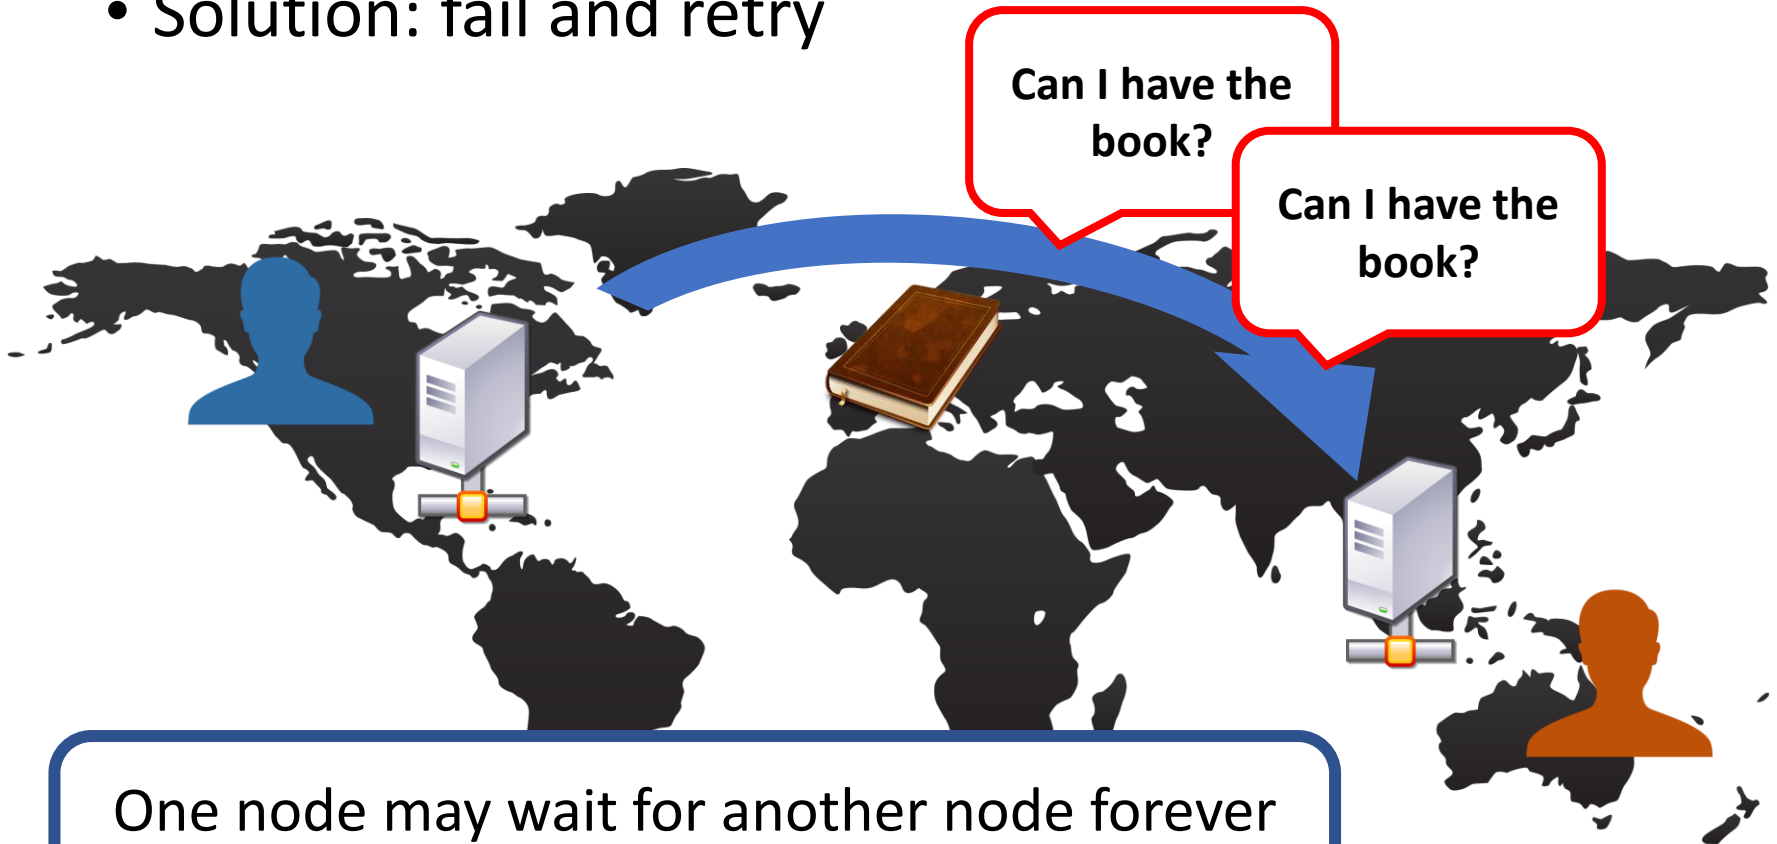 • Solution: fail and retry
Can I have the
book?
Can I have the
book?
One node may wait for another node forever